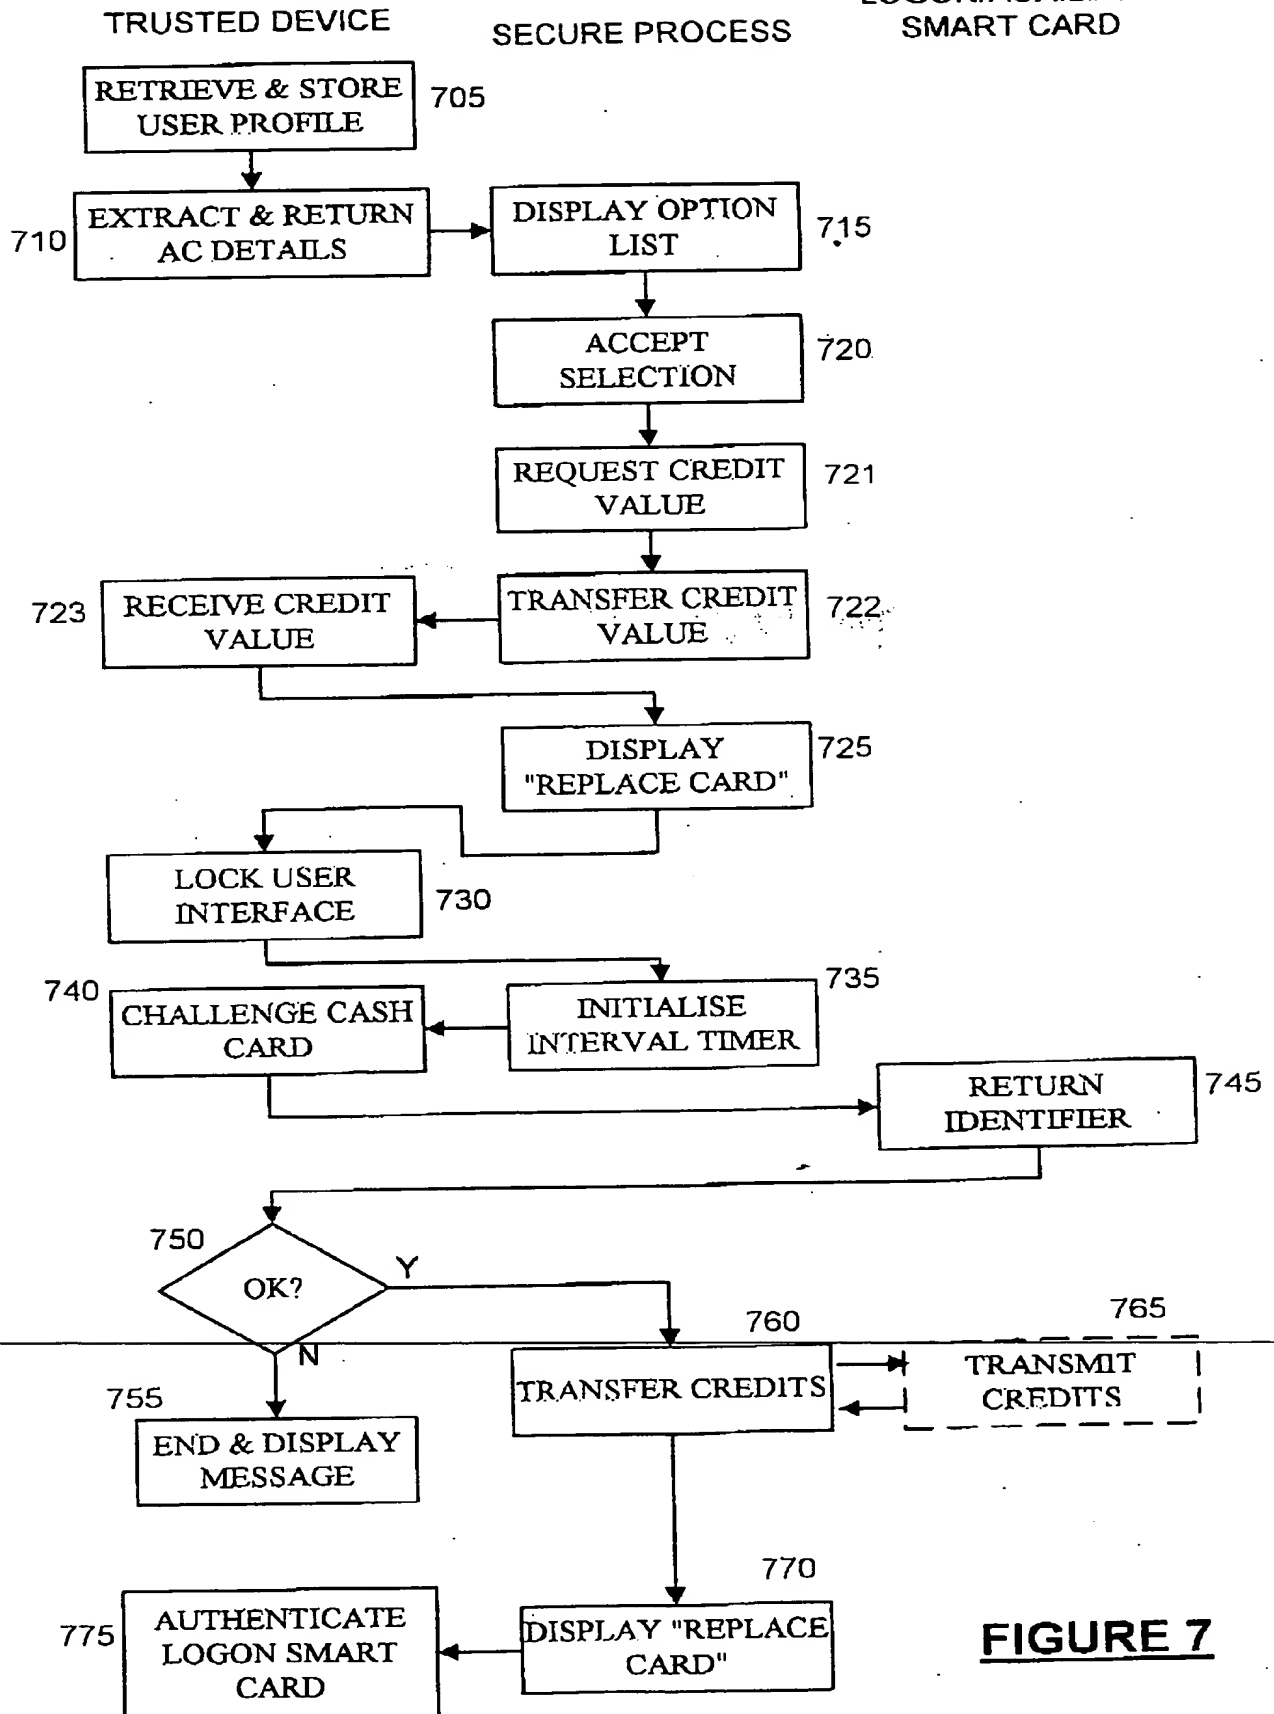 TRUSTED DEVICE
SECURE PROCESS
SMART CARD
RETRIEVE & STORE
USER PROFILE
705
710
EXTRACT & RETURN
AC DETAILS
DISPLAY OPTION
LIST
715
ACCEPT
SELECTION
720
REQUEST CREDIT
VALUE
721
723
RECEIVE CREDIT
VALUE
TRANSFER CREDIT
VALUE
722
DISPLAY
"REPLACE CARD"
725
LOCK USER
INTERFACE
730
740
CHALLENGE CASH
CARD
INITIALISE
INTERVAL TIMER
735
RETURN
IDENTIFIER
745
750
OK?
Y
N
760
TRANSFER CREDITS
765
TRANSMIT
CREDITS
755
END & DISPLAY
MESSAGE
770
DISPLAY "REPLACE
CARD"
775
AUTHENTICATE
LOGON SMART
CARD
FIGURE 7